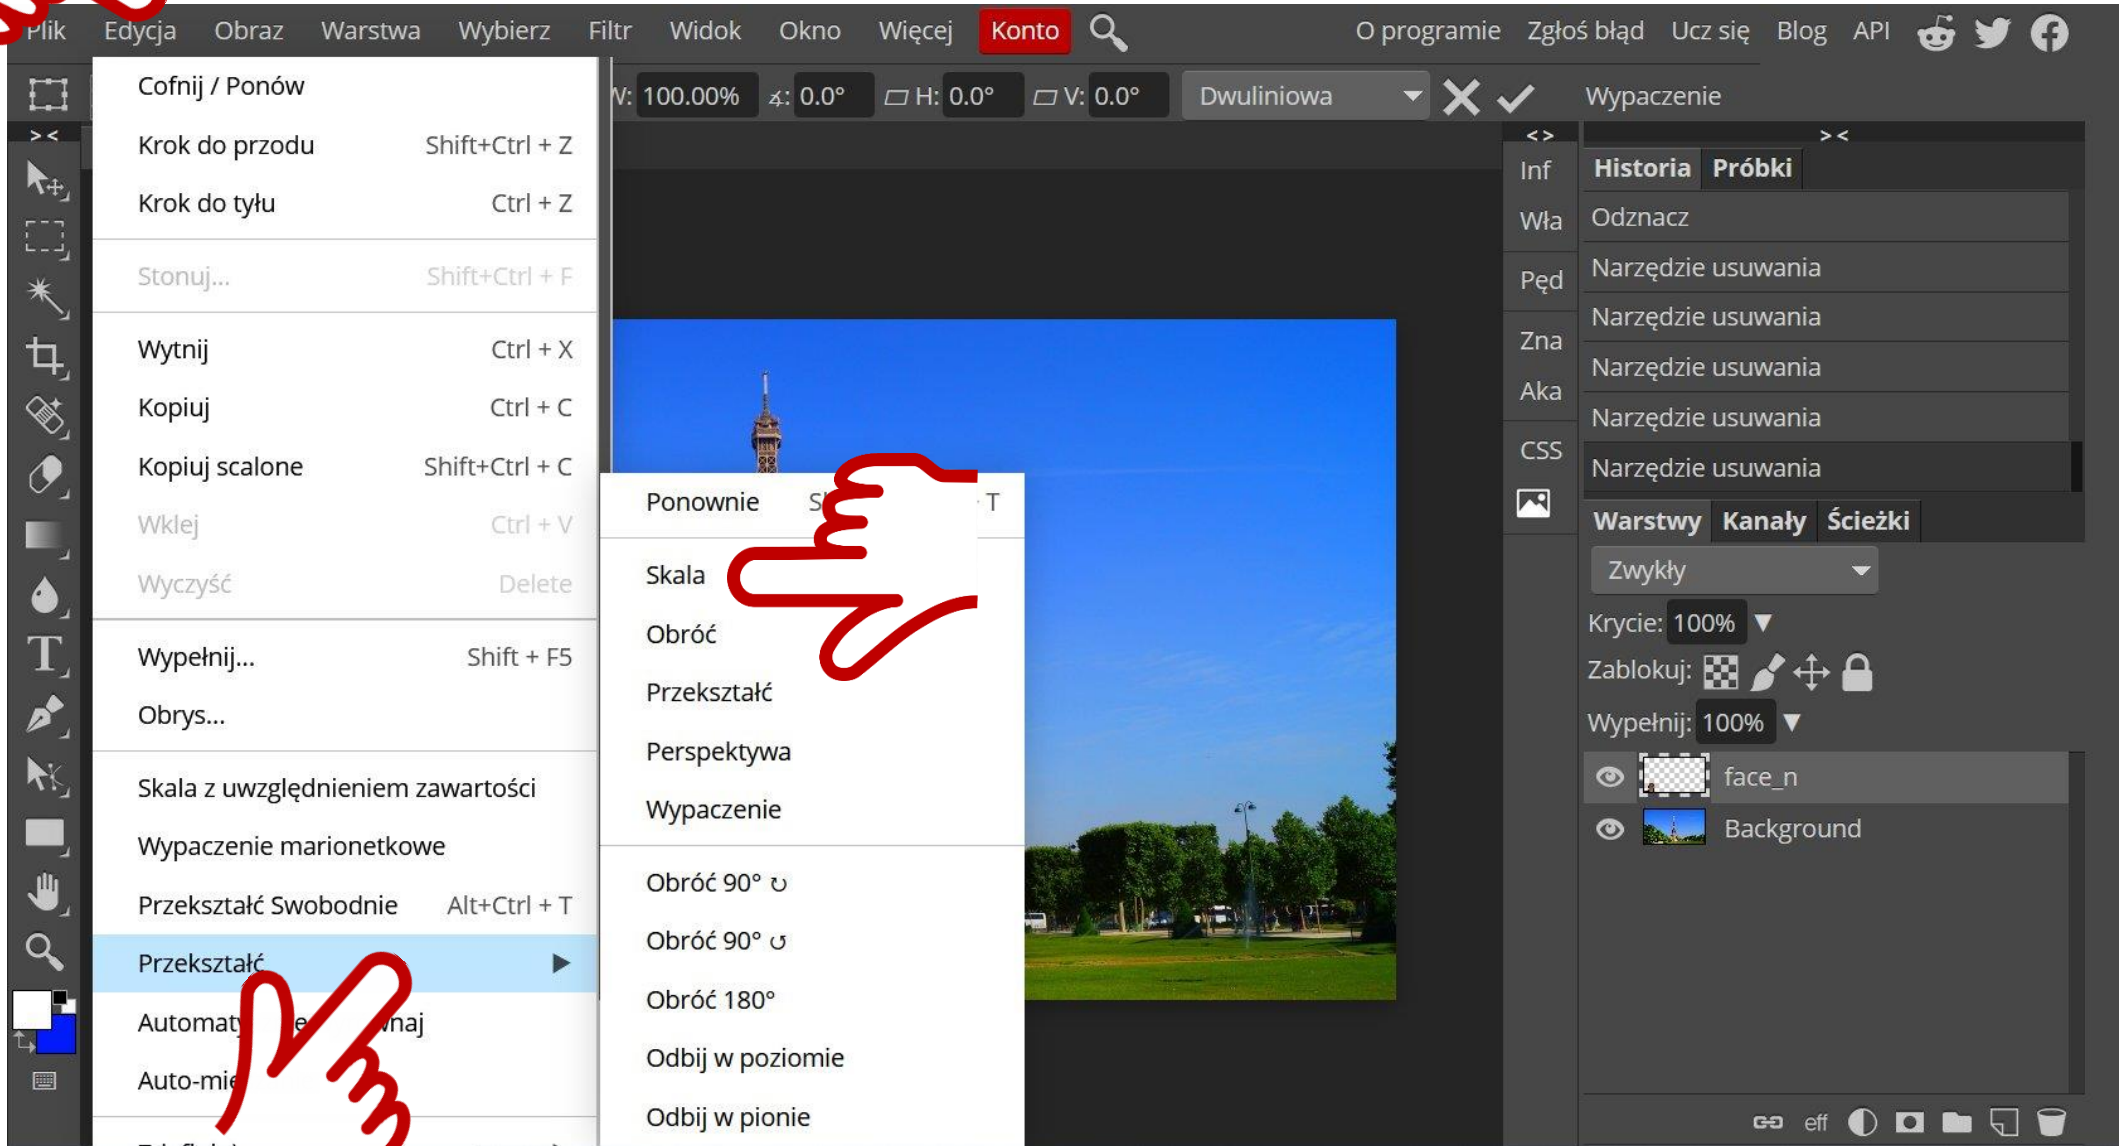 Plik Edycja Obraz Warstwa Wybierz Filtr Widok Okno Więcej Konto O programie Zgłoś błąd Ucz się Blog API
W: 100.00% ∡: 0.0° H: 0.0° V: 0.0° Dwuliniowa Wypaczenie
> <
< >
> <
Cofnij / Ponów
Krok do przodu Shift+Ctrl + Z
Krok do tyłu Ctrl + Z
Stonuj... Shift+Ctrl + F
Wytnij Ctrl + X
Kopiuj Ctrl + C
Kopiuj scalone Shift+Ctrl + C
Wklej Ctrl + V
Wyczyść Delete
Wypełnij... Shift + F5
Obrys...
Skala z uwzględnieniem zawartości
Wypaczenie marionetkowe
Przekształć Swobodnie Alt+Ctrl + T
Przekształć
Ponownie T
Skala
Obróć
Przekształć
Perspektywa
Wypaczenie
Obróć 90° ↻
Obróć 90° ↺
Obróć 180°
Odbij w poziomie
Odbij w pionie
Inf
Wła
Pęd
Zna
Aka
CSS
Historia Próbki
Odznacz
Narzędzie usuwania
Narzędzie usuwania
Narzędzie usuwania
Narzędzie usuwania
Narzędzie usuwania
Warstwy Kanały Ścieżki
Zwykły
Krycie: 100% ▼
Zablokuj:
Wypełnij: 100% ▼
face_n
Background
eff